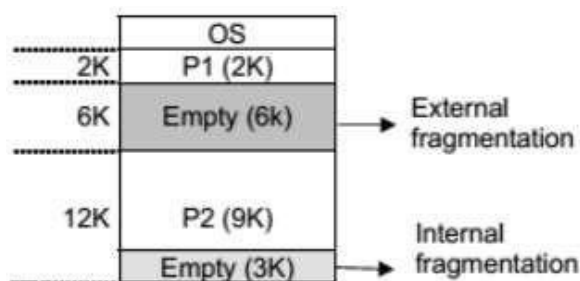 OS
2K
P1 (2K)
6K
Empty (6k)
External
fragmentation
12K
P2 (9K)
Internal
fragmentation
Empty (3K)